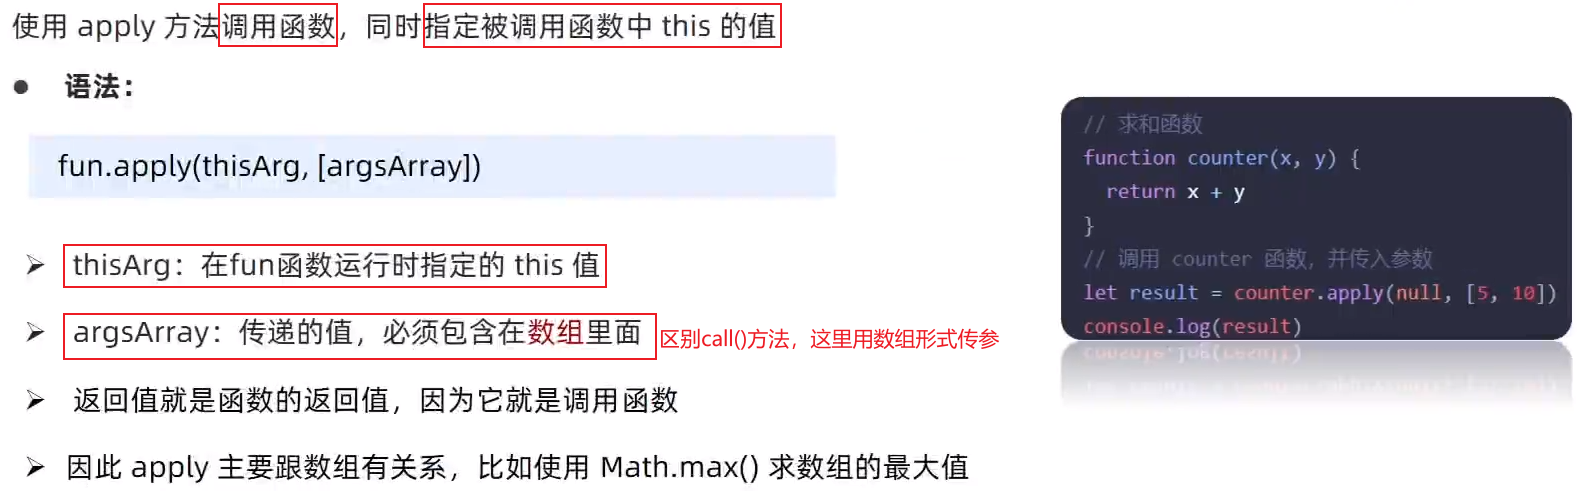 使用 apply 方法调用函数，同时指定被调用函数中 this 的值
● 语法：
fun.apply(thisArg, [argsArray])
➢ thisArg：在fun函数运行时指定的 this 值
➢ argsArray：传递的值，必须包含在数组里面 区别call()方法，这里用数组形式传参
➢ 返回值就是函数的返回值，因为它就是调用函数
➢ 因此 apply 主要跟数组有关系，比如使用 Math.max() 求数组的最大值
// 求和函数
function counter(x, y) {
  return x + y
}
// 调用 counter 函数，并传入参数
let result = counter.apply(null, [5, 10])
console.log(result)